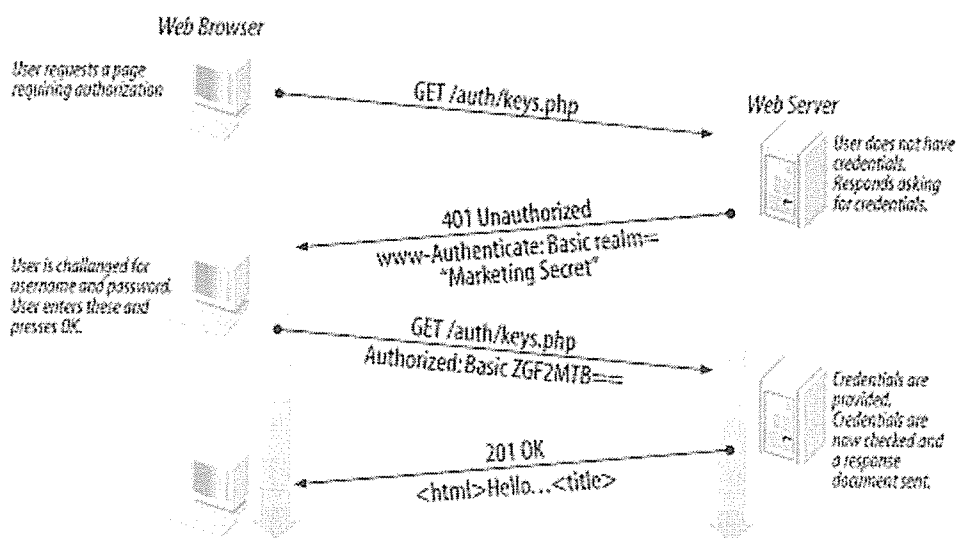 Web Browser
User requests a page
requiring authorization
GET /auth/keys.php
Web Server
User does not have
credentials.
Responds asking
for credentials.
401 Unauthorized
www-Authenticate: Basic realm=
"Marketing Secret"
User is challanged for
username and password.
User enters these and
presses OK.
GET /auth/keys.php
Authorized: Basic ZGF2MTB==
Credentials are
provided.
Credentials are
now checked and
a response
document sent.
201 OK
<html>Hello...<title>